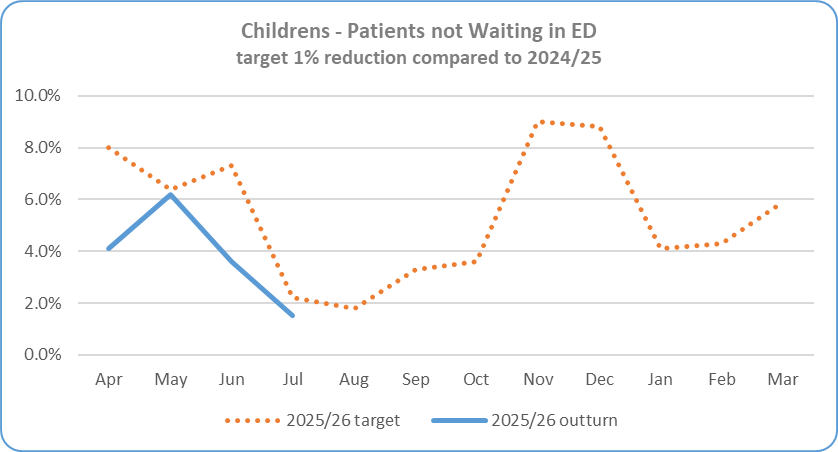 Childrens - Patients not Waiting in ED
target 1% reduction compared to 2024/25
10.0%
8.0%
6.0%
4.0%
2.0%
0.0%
Apr May Jun Jul Aug Sep Oct Nov Dec Jan Feb Mar
2025/26 target 2025/26 outturn